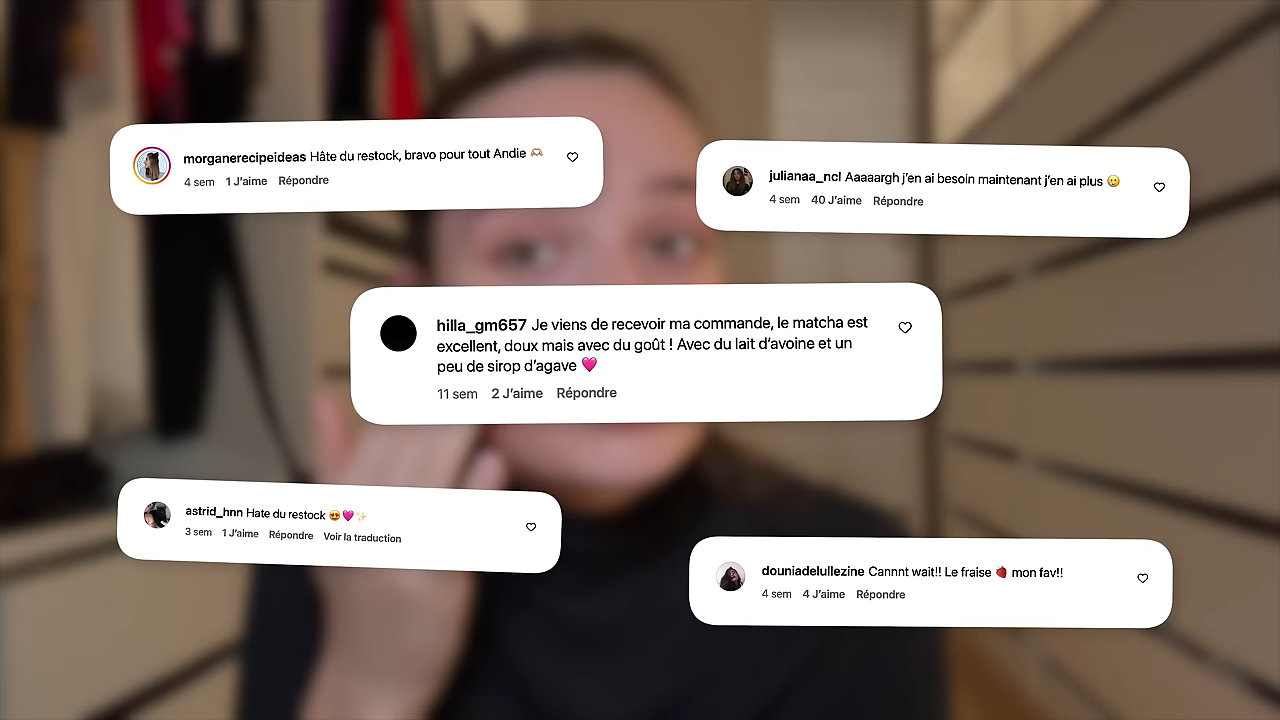 morganerecipeideas Hâte du restock, bravo pour tout Andie 🫶🏼
4 sem 1 J'aime Répondre
julianaa_ncl Aaaaargh j'en ai besoin maintenant j'en ai plus 🥲
4 sem 40 J'aime Répondre
hilla_gm657 Je viens de recevoir ma commande, le matcha est
excellent, doux mais avec du goût ! Avec du lait d'avoine et un
peu de sirop d'agave 💗
11 sem 2 J'aime Répondre
astrid_hnn Hate du restock 😍💗✨
3 sem 1 J'aime Répondre Voir la traduction
douniadelullezine Cannnt wait!! Le fraise 🍓 mon fav!!
4 sem 4 J'aime Répondre